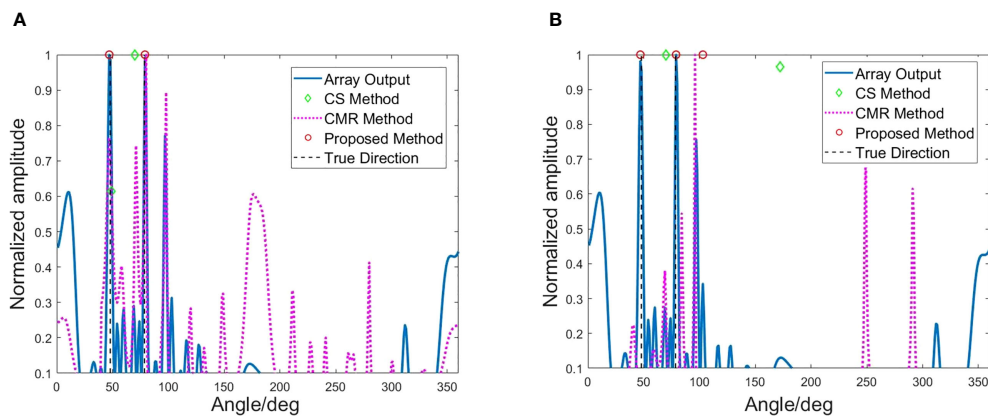 A
Normalized amplitude
1
0.9
0.8
0.7
0.6
0.5
0.4
0.3
0.2
0.1
0 50 100 150 200 250 300 350
Angle/deg
Array Output
CS Method
CMR Method
Proposed Method
True Direction
B
Normalized amplitude
1
0.9
0.8
0.7
0.6
0.5
0.4
0.3
0.2
0.1
0 50 100 150 200 250 300 350
Angle/deg
Array Output
CS Method
CMR Method
Proposed Method
True Direction